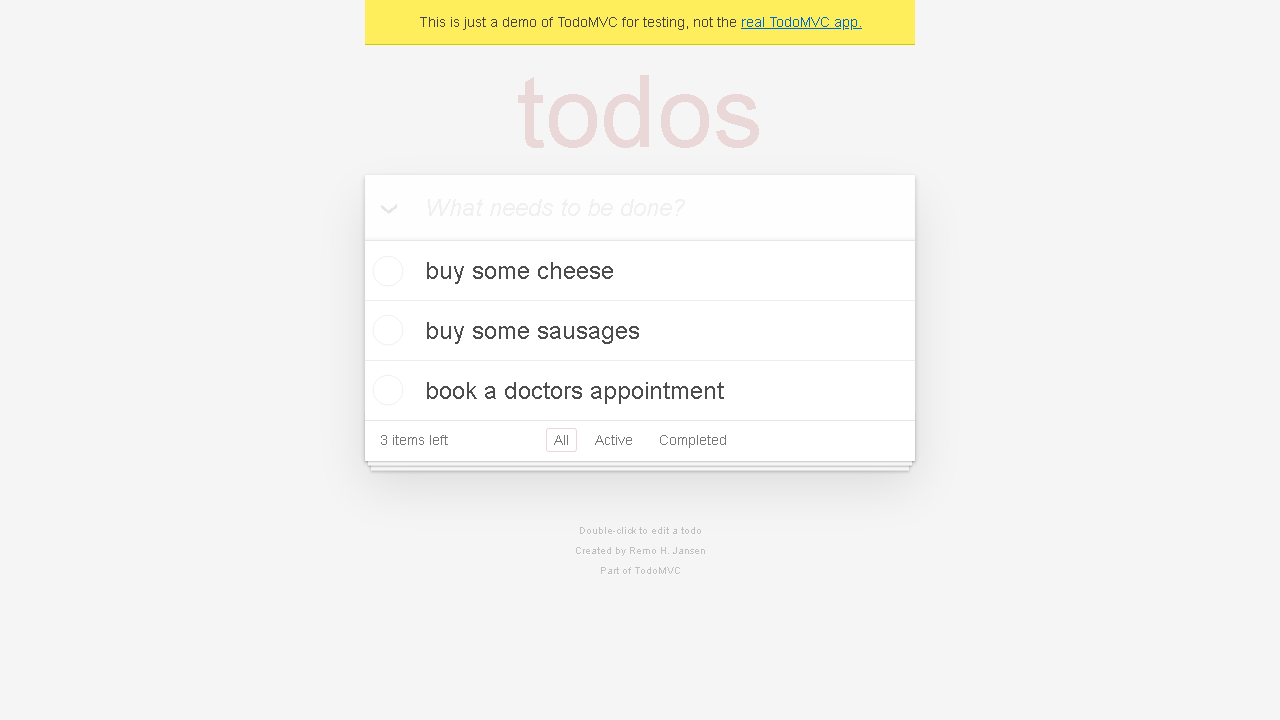 This is just a demo of TodoMVC for testing, not the real TodoMVC app.
todos
What needs to be done?
buy some cheese
buy some sausages
book a doctors appointment
3 items left All Active Completed
Double-click to edit a todo
Created by Remo H. Jansen
Part of TodoMVC